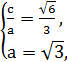 {c/a = √6/3,
a = √3,